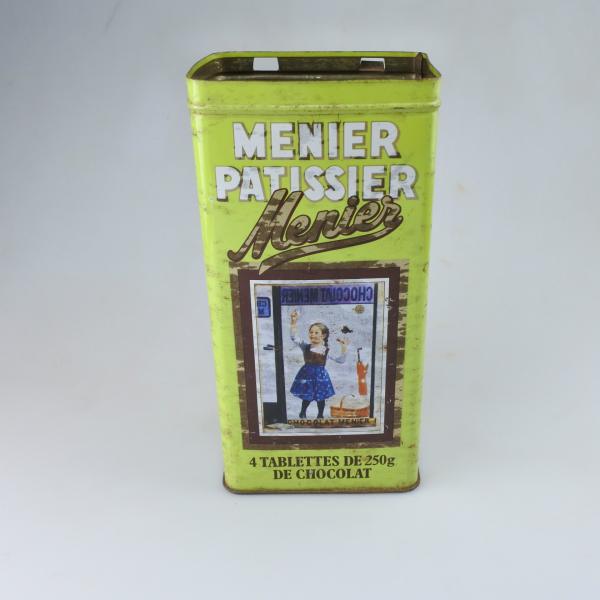 MENIER
PATISSIER
Menier
CHOCOLAT MENIER
CHOCOLAT MENIER
4 TABLETTES DE 250g
DE CHOCOLAT